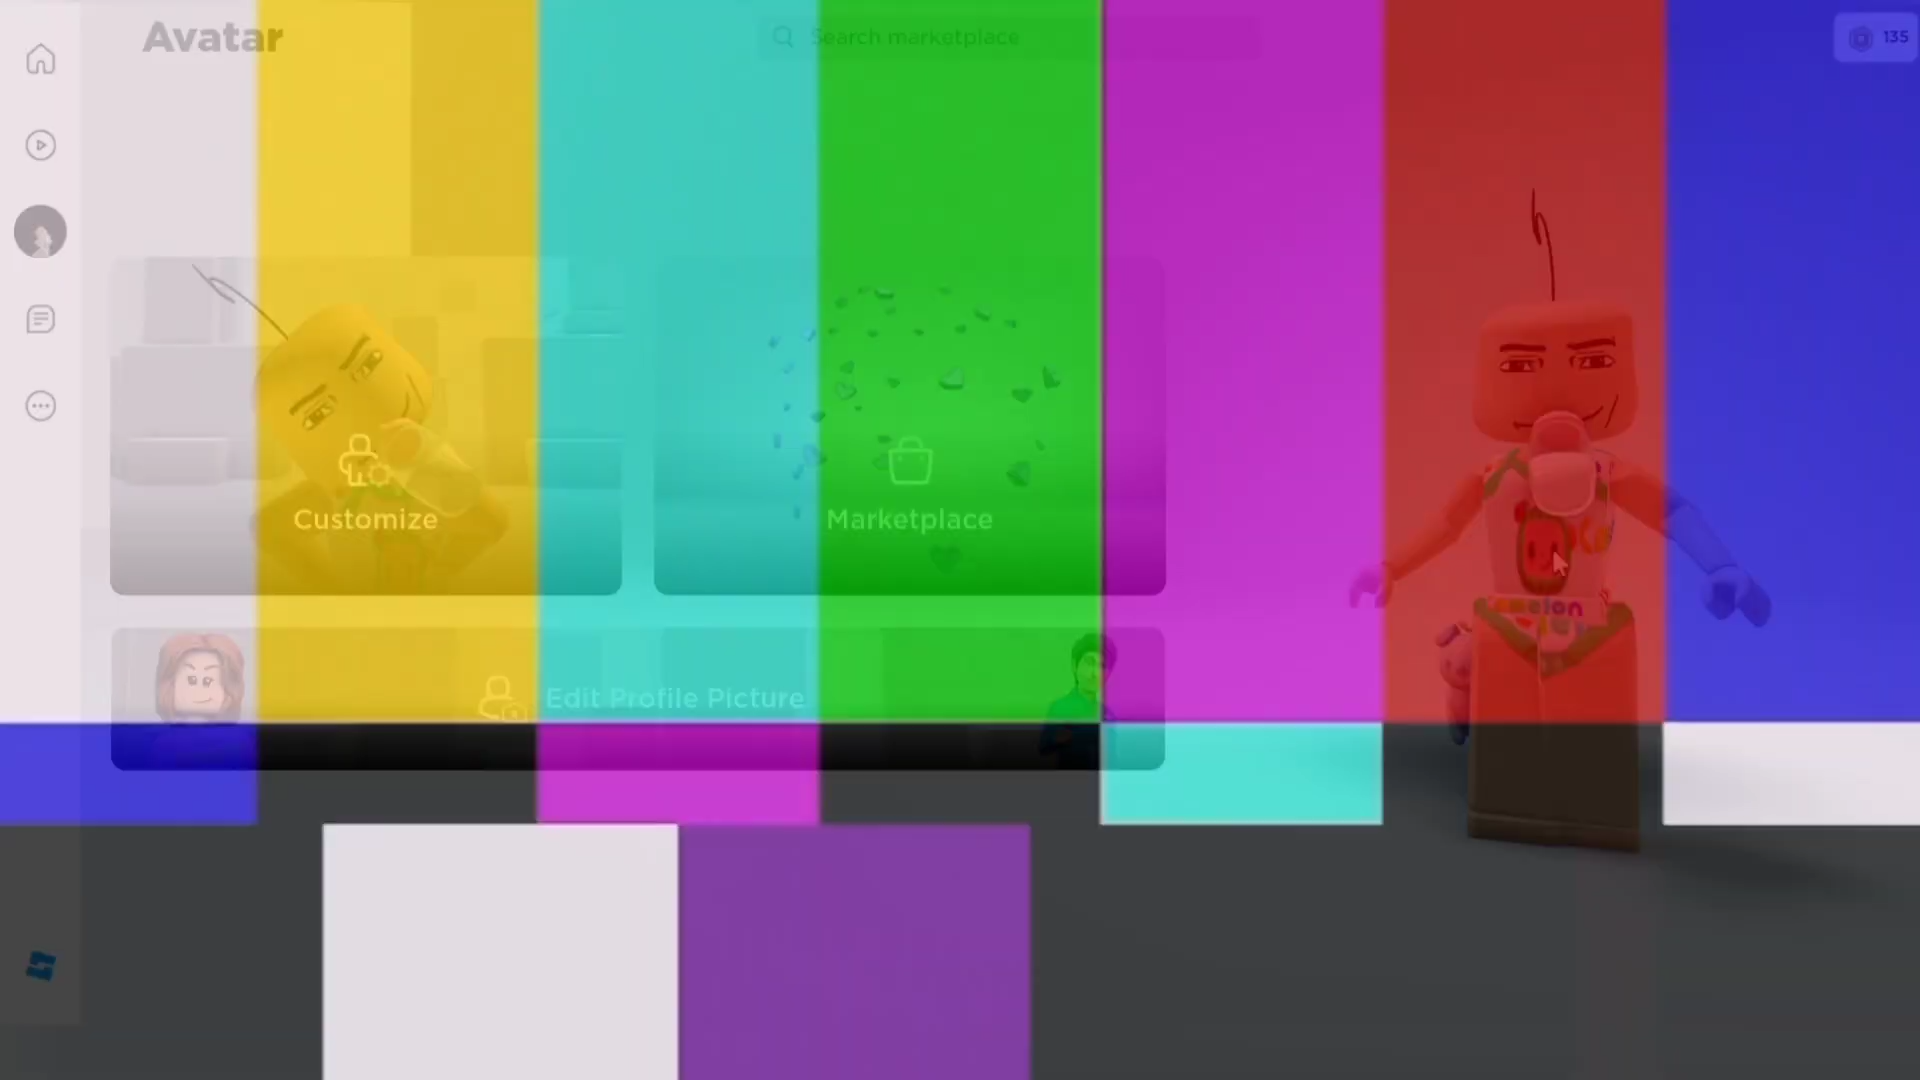 Avatar
Search marketplace
135
Customize
Marketplace
Edit Profile Picture